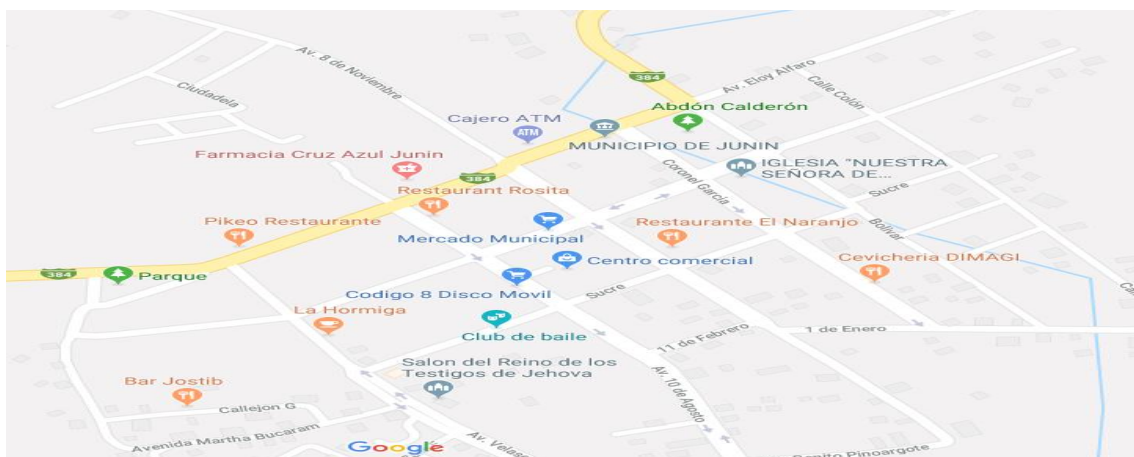 Av. 8 de Noviembre
384
Av. Eloy Alfaro
Calle Colón
Ciudadela
Abdón Calderón
Cajero ATM
ATM
MUNICIPIO DE JUNIN
Farmacia Cruz Azul Junin
Coronel García
IGLESIA "NUESTRA
SEÑORA DE...
384
Restaurant Rosita
Sucre
Pikeo Restaurante
Restaurante El Naranjo
Bolívar
Mercado Municipal
Centro comercial
Cevicheria DIMAGI
384
Parque
Codigo 8 Disco Movil
Sucre
La Hormiga
Club de baile
11 de Febrero
1 de Enero
Salon del Reino de los
Testigos de Jehova
Bar Jostib
Av. 10 de Agosto
Callejon G
Avenida Martha Bucaram
Google
Av.
Pinoargote